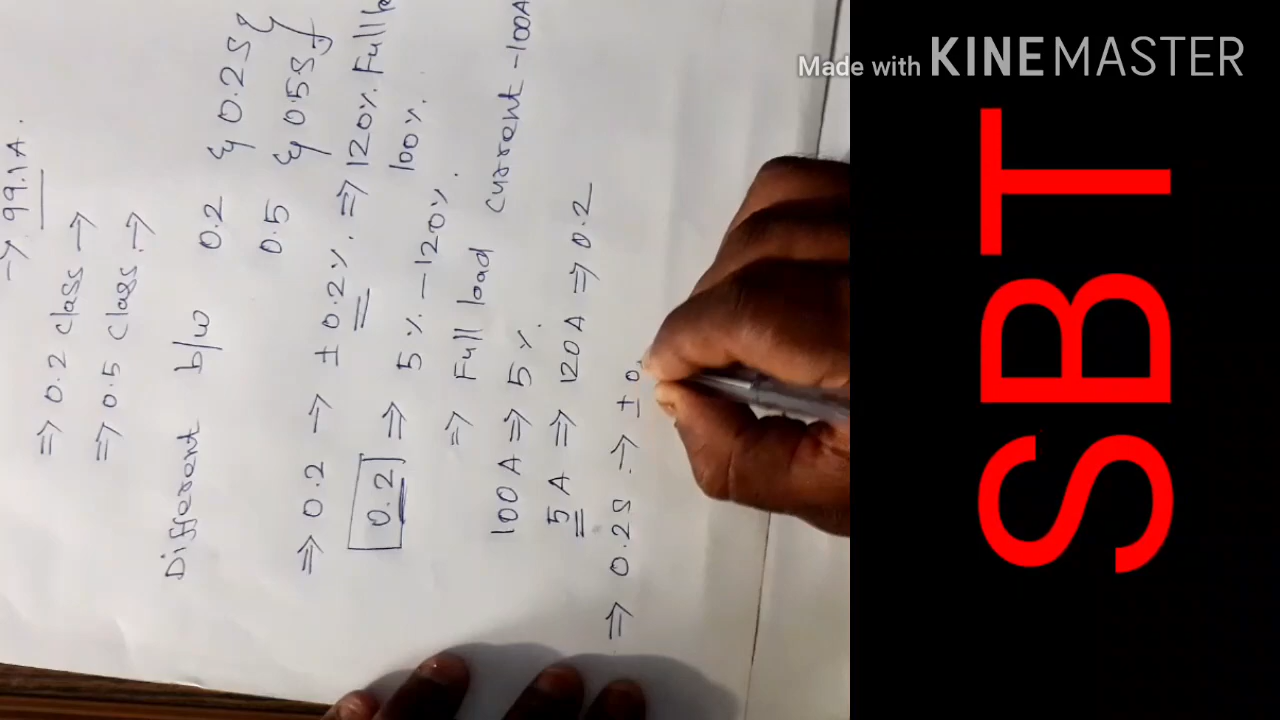 → 99.1A.
⇒ 0.2 Class →
⇒ 0.5 Class →
Different b/w 0.2 & 0.2S }
0.5 & 0.5S }
⇒ 0.2 → ± 0.2%. ⇒ 120%. Full
0.2 ⇒ 5%. – 120%. 100%.
⇒ Full load current - 100A
100A ⇒ 5%.
5A ⇒ 120A ⇒ 0.2
⇒ 0.2S → ± 0.
Made with KINEMASTER
SBT